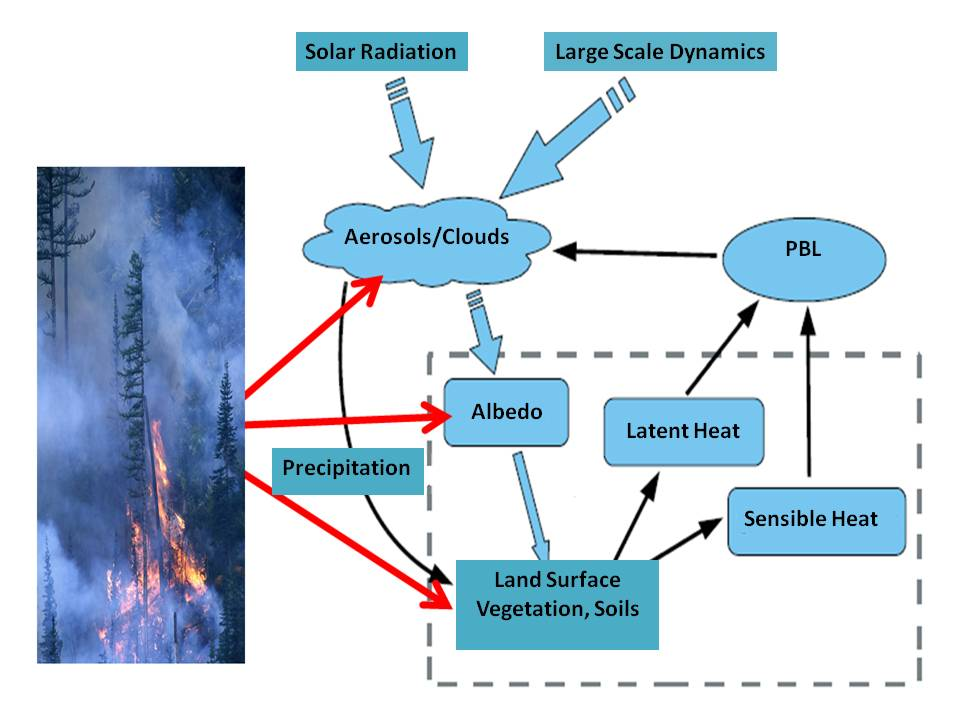 Solar Radiation
Large Scale Dynamics
Aerosols/Clouds
PBL
Albedo
Latent Heat
Precipitation
Sensible Heat
Land Surface
Vegetation, Soils